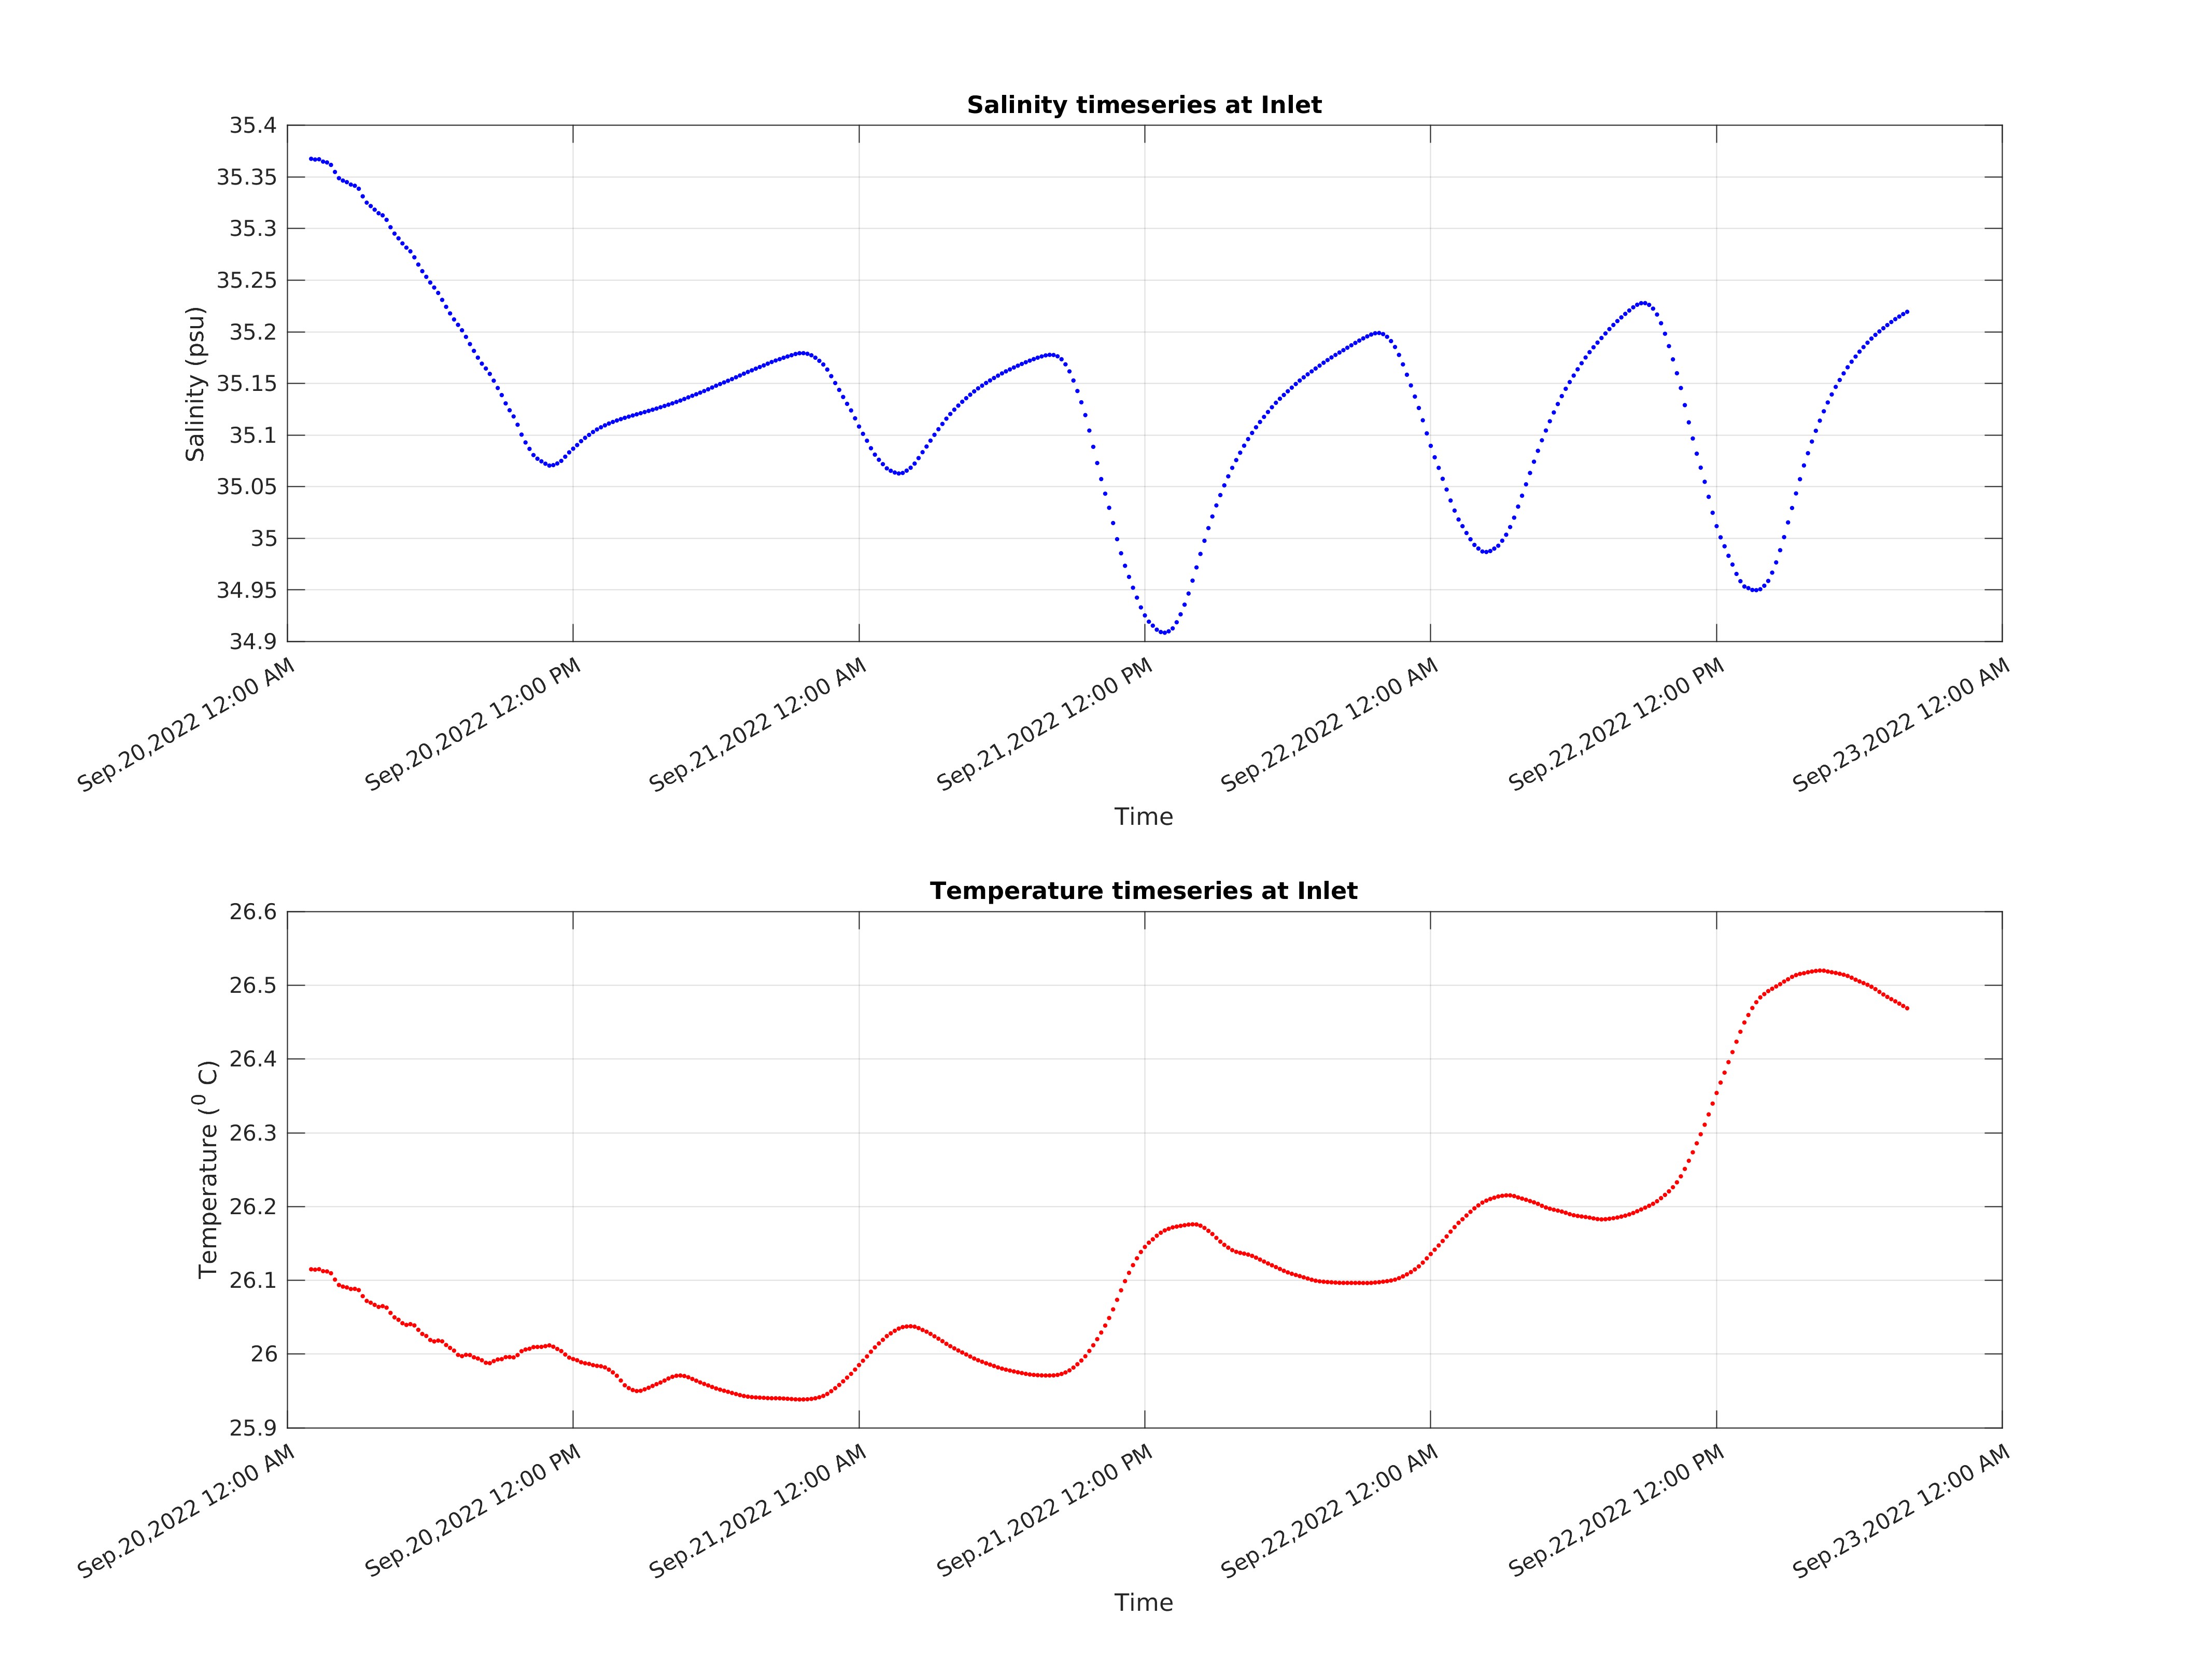 Salinity timeseries at Inlet
35.4
35.35
35.3
35.25
35.2
35.15
35.1
35.05
35
34.95
34.9
Salinity (psu)
Sep.20,2022 12:00 AM
Sep.20,2022 12:00 PM
Sep.21,2022 12:00 AM
Sep.21,2022 12:00 PM
Sep.22,2022 12:00 AM
Sep.22,2022 12:00 PM
Sep.23,2022 12:00 AM
Time
Temperature timeseries at Inlet
26.6
26.5
26.4
26.3
26.2
26.1
26
25.9
Temperature (⁰ C)
Sep.20,2022 12:00 AM
Sep.20,2022 12:00 PM
Sep.21,2022 12:00 AM
Sep.21,2022 12:00 PM
Sep.22,2022 12:00 AM
Sep.22,2022 12:00 PM
Sep.23,2022 12:00 AM
Time